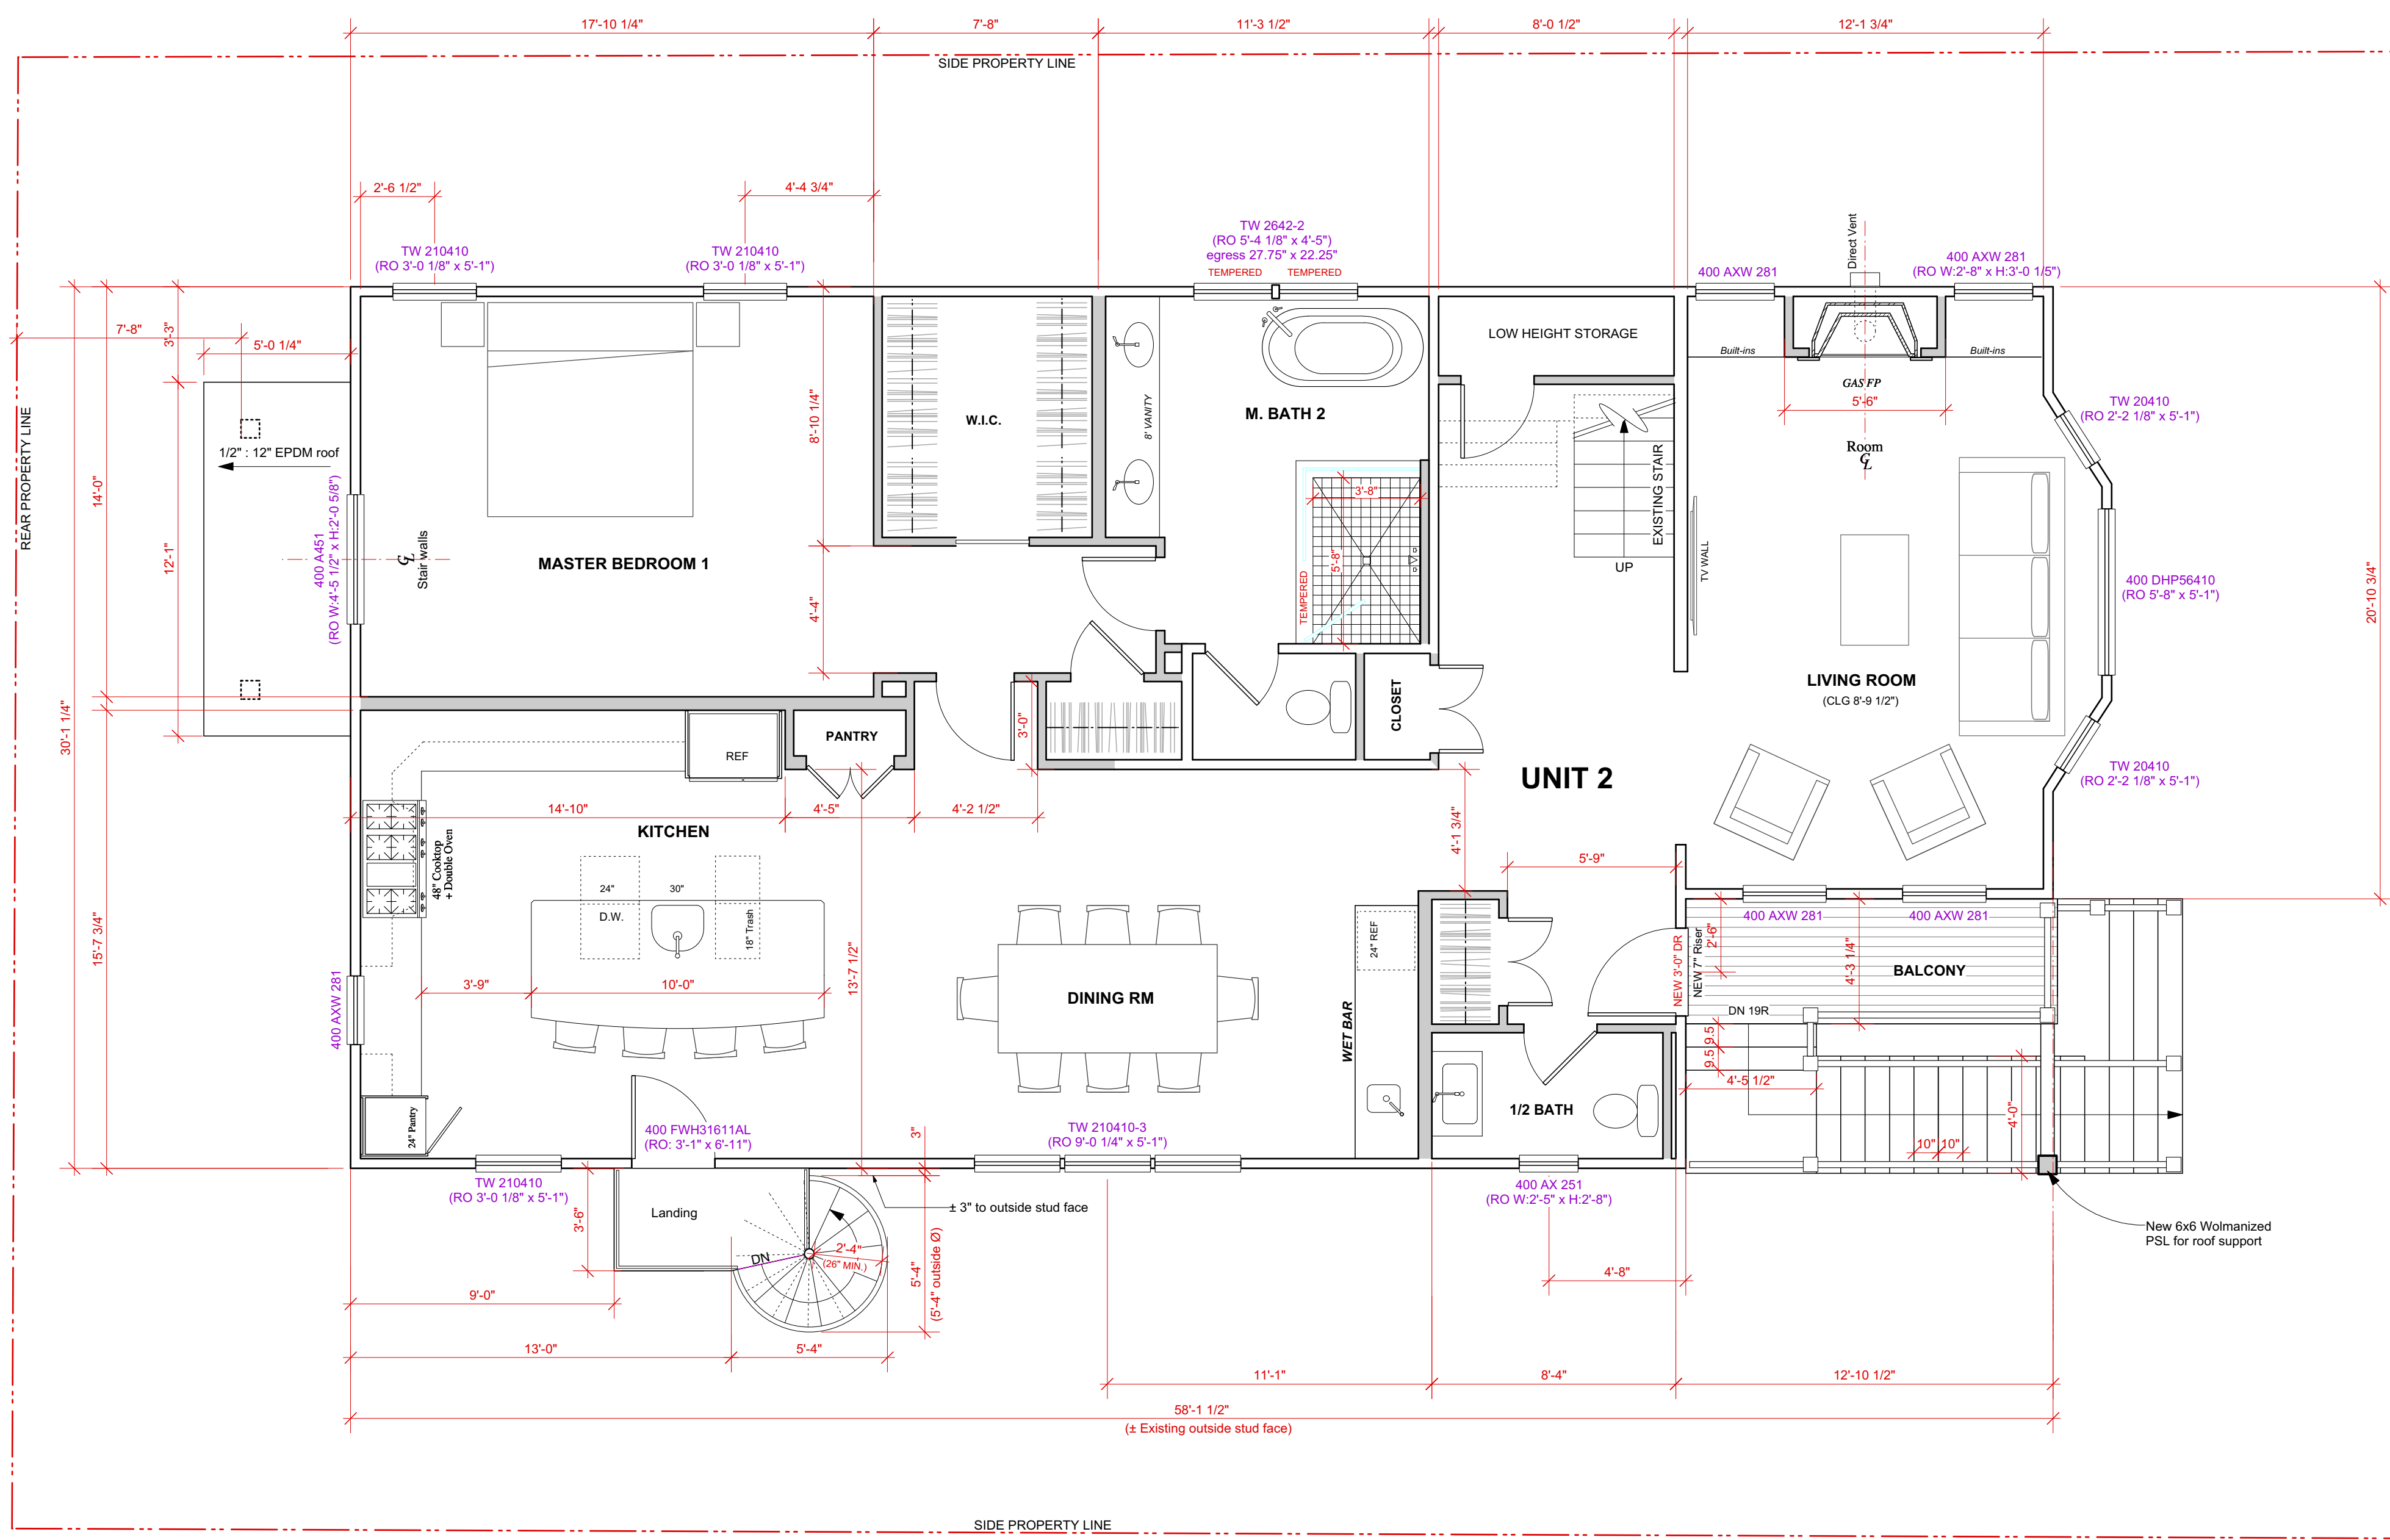 17'-10 1/4"
7'-8"
11'-3 1/2"
8'-0 1/2"
12'-1 3/4"
SIDE PROPERTY LINE
2'-6 1/2"
4'-4 3/4"
TW 210410
(RO 3'-0 1/8" x 5'-1")
TW 210410
(RO 3'-0 1/8" x 5'-1")
TW 2642-2
(RO 5'-4 1/8" x 4'-5")
egress 27.75" x 22.25"
TEMPERED
TEMPERED
400 AXW 281
Direct Vent
400 AXW 281
(RO W:2'-8" x H:3'-0 1/5")
7'-8"
3'-3"
5'-0 1/4"
LOW HEIGHT STORAGE
Built-ins
Built-ins
GAS FP
5'-6"
TW 20410
(RO 2'-2 1/8" x 5'-1")
REAR PROPERTY LINE
1/2" : 12" EPDM roof
8'-10 1/4"
W.I.C.
8' VANITY
M. BATH 2
Room
CL
EXISTING STAIR
14'-0"
12'-1"
400 A451
(RO W:4'-5 1/2" x H:2'-0 5/8")
CL
Stair walls
MASTER BEDROOM 1
3'-8"
5'-8"
TEMPERED
UP
TV WALL
400 DHP56410
(RO 5'-8" x 5'-1")
20'-10 3/4"
4'-4"
LIVING ROOM
(CLG 8'-9 1/2")
30'-1 1/4"
PANTRY
REF
3'-0"
CLOSET
UNIT 2
TW 20410
(RO 2'-2 1/8" x 5'-1")
14'-10"
4'-5"
4'-2 1/2"
KITCHEN
48" Cooktop
+ Double Oven
4'-1 3/4"
5'-9"
24"
30"
D.W.
18" Trash
15'-7 3/4"
13'-7 1/2"
24" REF
400 AXW 281
400 AXW 281
2'-6"
4'-3 1/4"
NEW 3'-0" DR
NEW 7" Riser
BALCONY
3'-9"
10'-0"
DINING RM
WET BAR
400 AXW 281
DN 19R
9.5
9.5
4'-5 1/2"
4'-0"
24" Pantry
1/2 BATH
10"
10"
400 FWH31611AL
(RO: 3'-1" x 6'-11")
3"
TW 210410-3
(RO 9'-0 1/4" x 5'-1")
TW 210410
(RO 3'-0 1/8" x 5'-1")
400 AX 251
(RO W:2'-5" x H:2'-8")
3'-6"
Landing
± 3" to outside stud face
New 6x6 Wolmanized
PSL for roof support
DN
2'-4"
(26" MIN.)
5'-4"
(5'-4" outside Ø)
4'-8"
9'-0"
13'-0"
5'-4"
11'-1"
8'-4"
12'-10 1/2"
58'-1 1/2"
(± Existing outside stud face)
SIDE PROPERTY LINE